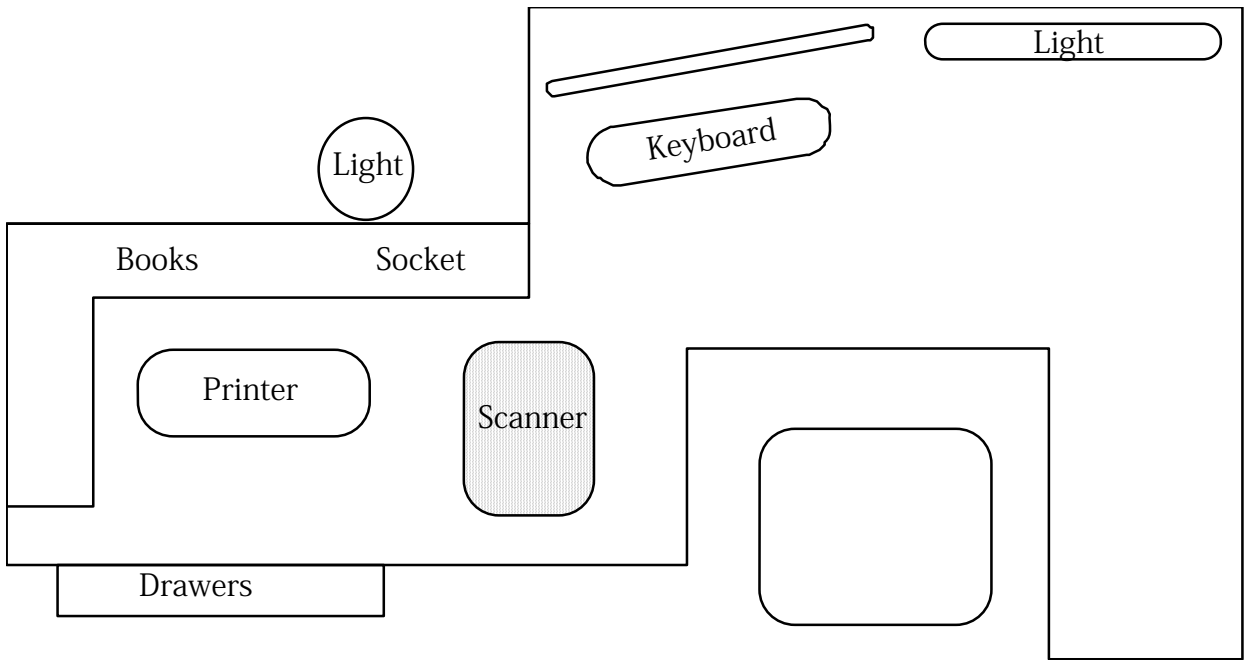 Light
Keyboard
Light
Books
Socket
Printer
Scanner
Drawers